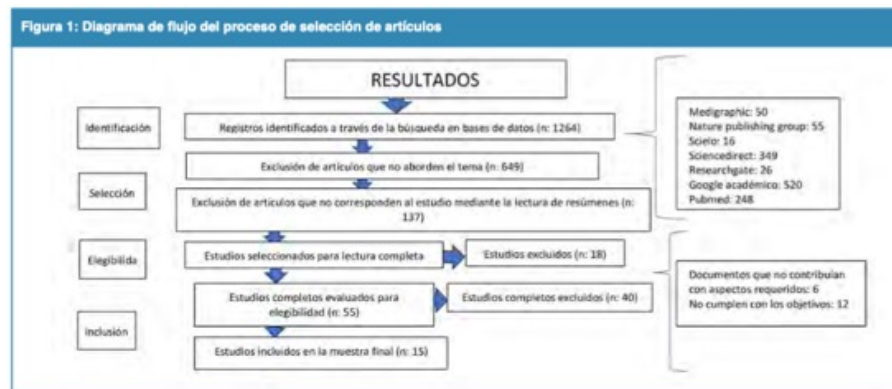 Figura 1: Diagrama de flujo del proceso de selección de artículos
RESULTADOS
Identificación
Registros identificados a través de la búsqueda en bases de datos (n: 1264)
Medigraphic: 50
Nature publishing group: 55
Scielo: 16
Sciencedirect: 349
Researchgate: 26
Google académico: 520
Pubmed: 248
Exclusión de artículos que no aborden el tema (n: 649)
Selección
Exclusión de artículos que no corresponden al estudio mediante la lectura de resúmenes (n:
137)
Elegibilida
Estudios seleccionados para lectura completa
Estudios excluidos (n: 18)
Documentos que no contribuían
con aspectos requeridos: 6
No cumplen con los objetivos: 12
Estudios completos evaluados para
elegibilidad (n: 55)
Estudios completos excluidos (n: 40)
Inclusión
Estudios incluidos en la muestra final (n: 15)